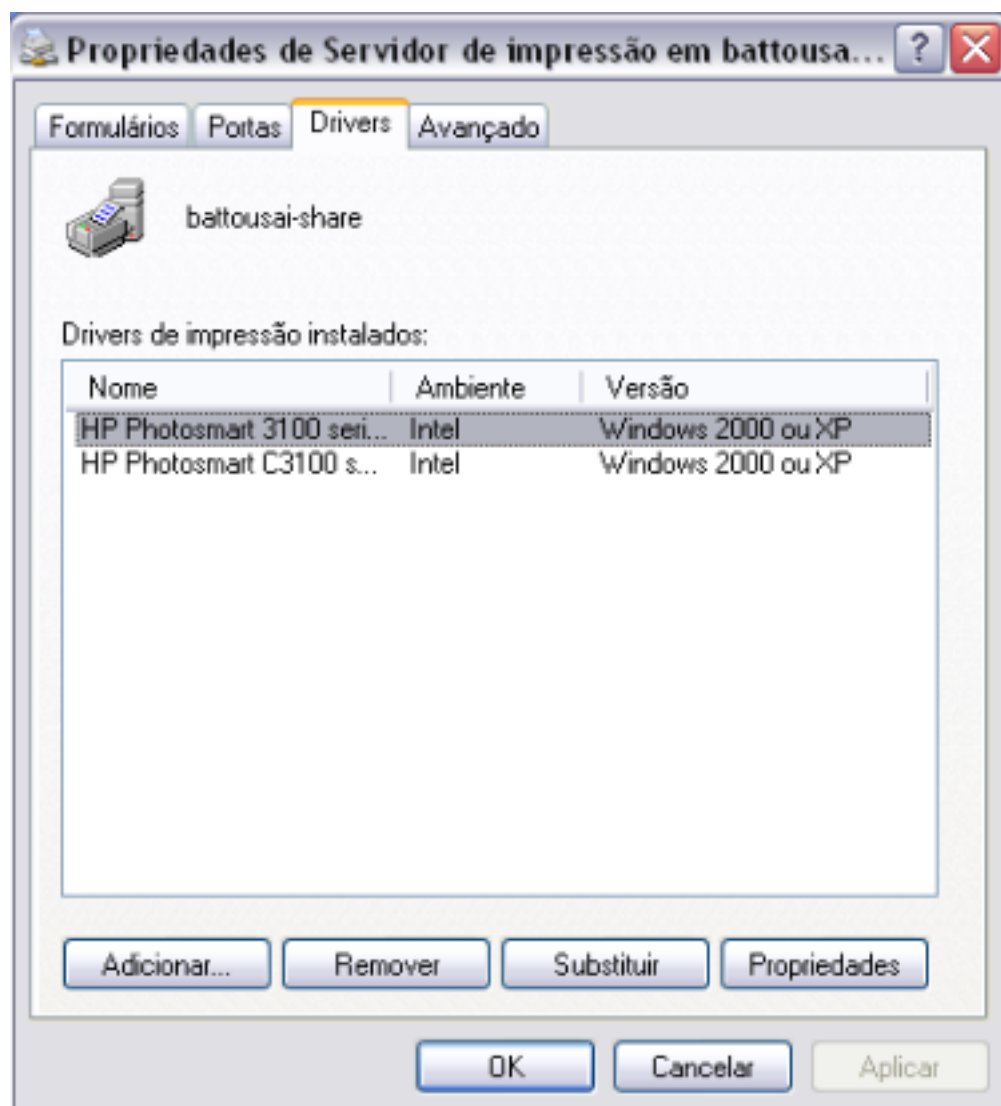 Propriedades de Servidor de impressão em battousa... ?
Formulários Portas Drivers Avançado
battousai-share
Drivers de impressão instalados:
Nome Ambiente Versão
HP Photosmart 3100 seri... Intel Windows 2000 ou XP
HP Photosmart C3100 s... Intel Windows 2000 ou XP
Adicionar... Remover Substituir Propriedades
OK Cancelar Aplicar